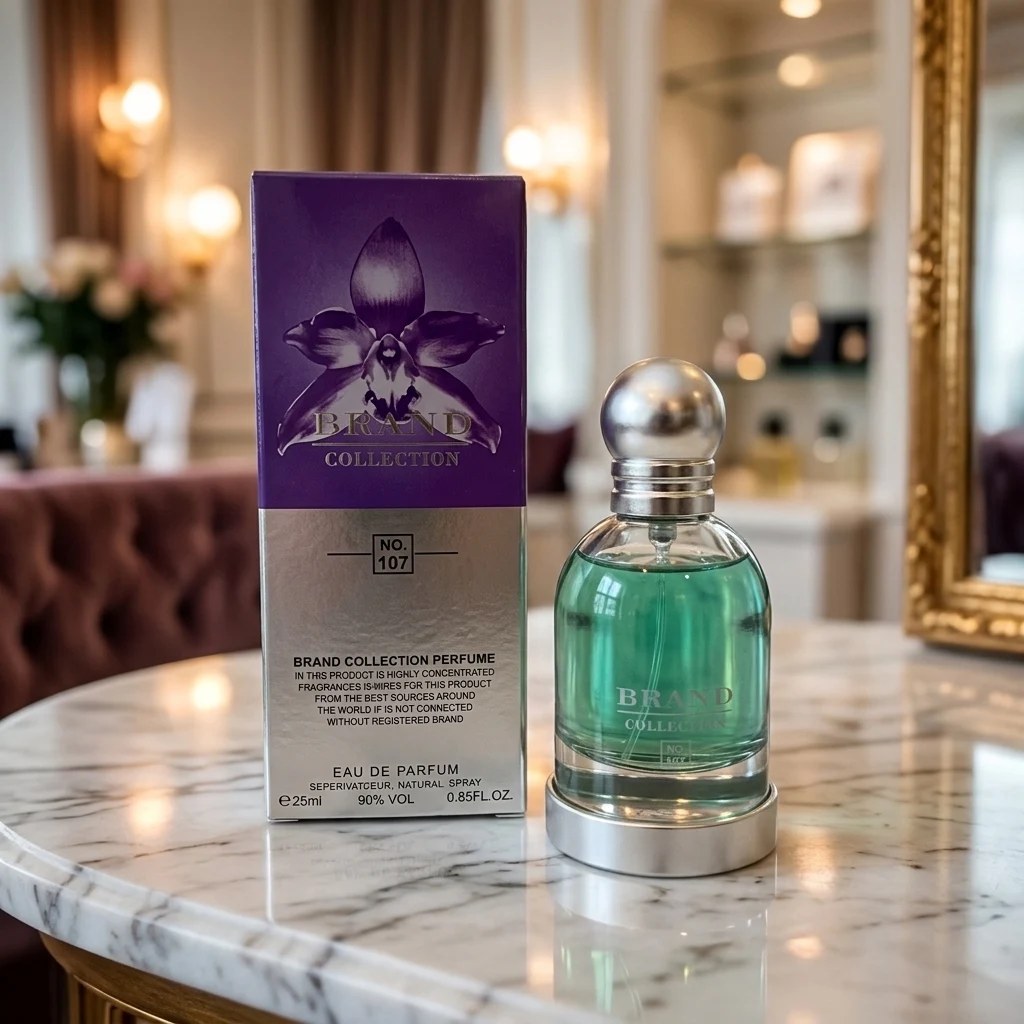 BRAND
COLLECTION
NO.
107
BRAND COLLECTION PERFUME
IN THIS PRODOCT IS HIGHLY CONCENTRATED
FRAGRANCES FOR THIS PRODUCT
FROM THE BEST SOURCES AROUND
THE WORLD IF IS NOT CONNECTED
WITHOUT REGISTERED BRAND
EAU DE PARFUM
SEPERIVATCEUR, NATURAL SPRAY
℮25ml 90% VOL 0.85FL.OZ.
BRAND
COLLECTION
NO.